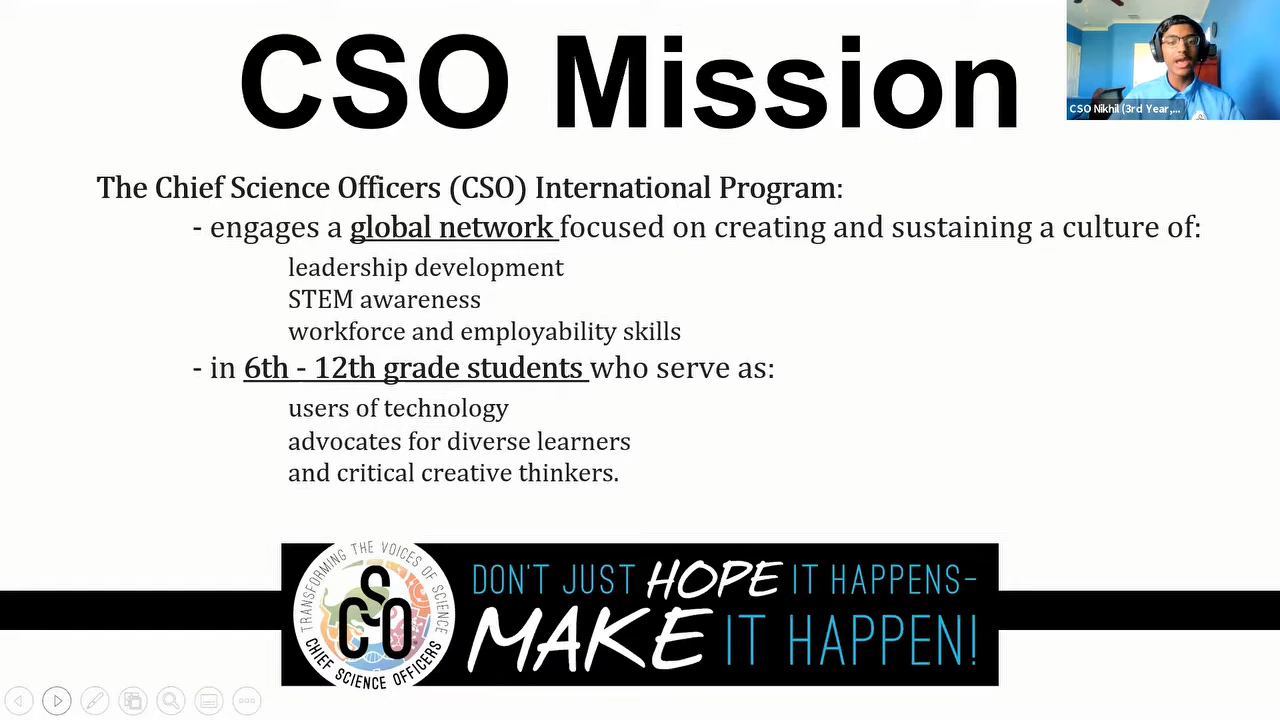 CSO Mission
CSO Nikhil (3rd Year,...
The Chief Science Officers (CSO) International Program:
- engages a global network focused on creating and sustaining a culture of:
leadership development
STEM awareness
workforce and employability skills
- in 6th - 12th grade students who serve as:
users of technology
advocates for diverse learners
and critical creative thinkers.
TRANSFORMING THE VOICES OF SCIENCE
CSO
CHIEF SCIENCE OFFICERS
DON'T JUST HOPE IT HAPPENS-
MAKE IT HAPPEN!